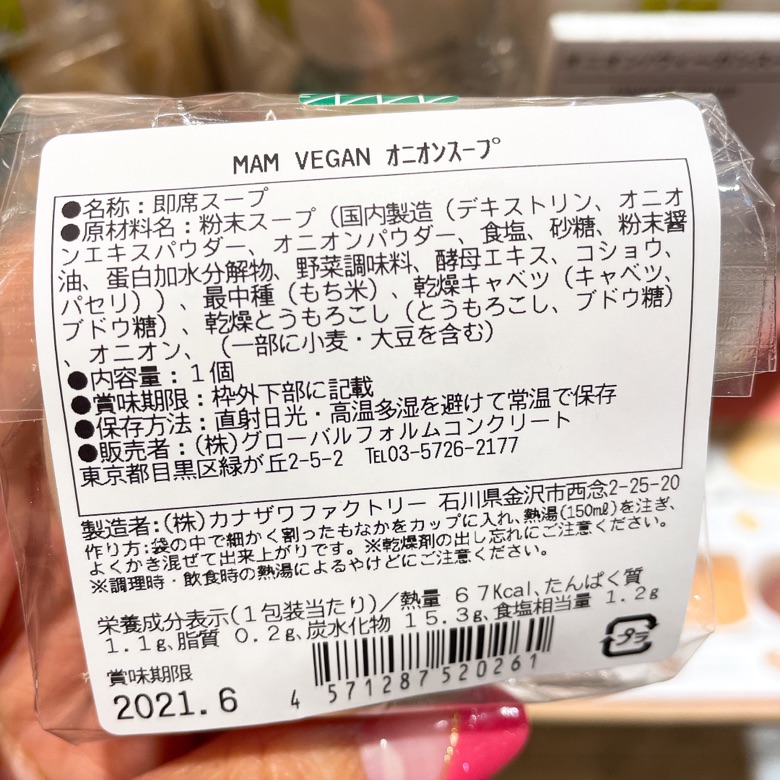 MAM VEGAN オニオンスープ
●名称：即席スープ
●原材料名：粉末スープ（国内製造（デキストリン、オニオ
ンエキスパウダー、オニオンパウダー、食塩、砂糖、粉末醤
油、蛋白加水分解物、野菜調味料、酵母エキス、コショウ、
パセリ））、最中種（もち米）、乾燥キャベツ（キャベツ、
ブドウ糖）、乾燥とうもろこし（とうもろこし、ブドウ糖）
、オニオン、（一部に小麦・大豆を含む）
●内容量：１個
●賞味期限：枠外下部に記載
●保存方法：直射日光・高温多湿を避けて常温で保存
●販売者：（株）グローバルフォルムコンクリート
東京都目黒区緑が丘2-5-2 ℡03-5726-2177
製造者：（株）カナザワファクトリー 石川県金沢市西念2-25-20
作り方：袋の中で細かく割ったもなかをカップに入れ、熱湯（150㎖）を注ぎ、
よくかき混ぜて出来上がりです。※乾燥剤の出し忘れにご注意ください。
※調理時・飲食時の熱湯によるやけどにご注意ください。
栄養成分表示（１包装当たり）／熱量 ６７Kcal、たんぱく質
１.１g、脂質 ０.２g、炭水化物 １５.３g、食塩相当量 １.２g
プラ
賞味期限
2021.6
4 571287 520261